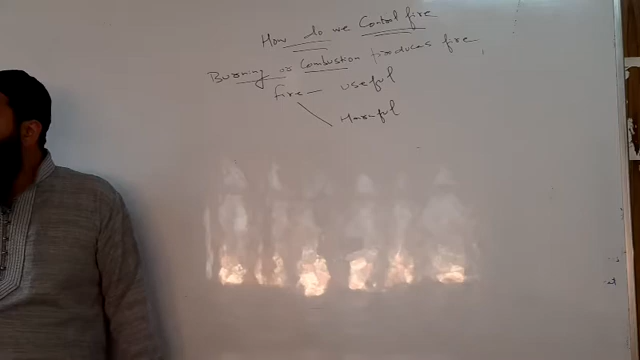 How do we Control fire
Burning or Combustion produces fire,
fire— useful
Harmful